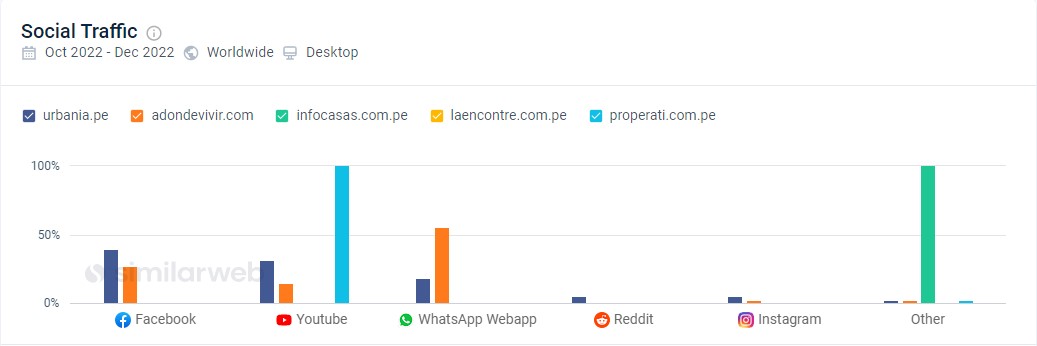 Social Traffic
Oct 2022 - Dec 2022 Worldwide Desktop
urbania.pe adondevivir.com infocasas.com.pe laencontre.com.pe properati.com.pe
100%
50%
similarweb
0%
Facebook Youtube WhatsApp Webapp Reddit Instagram Other